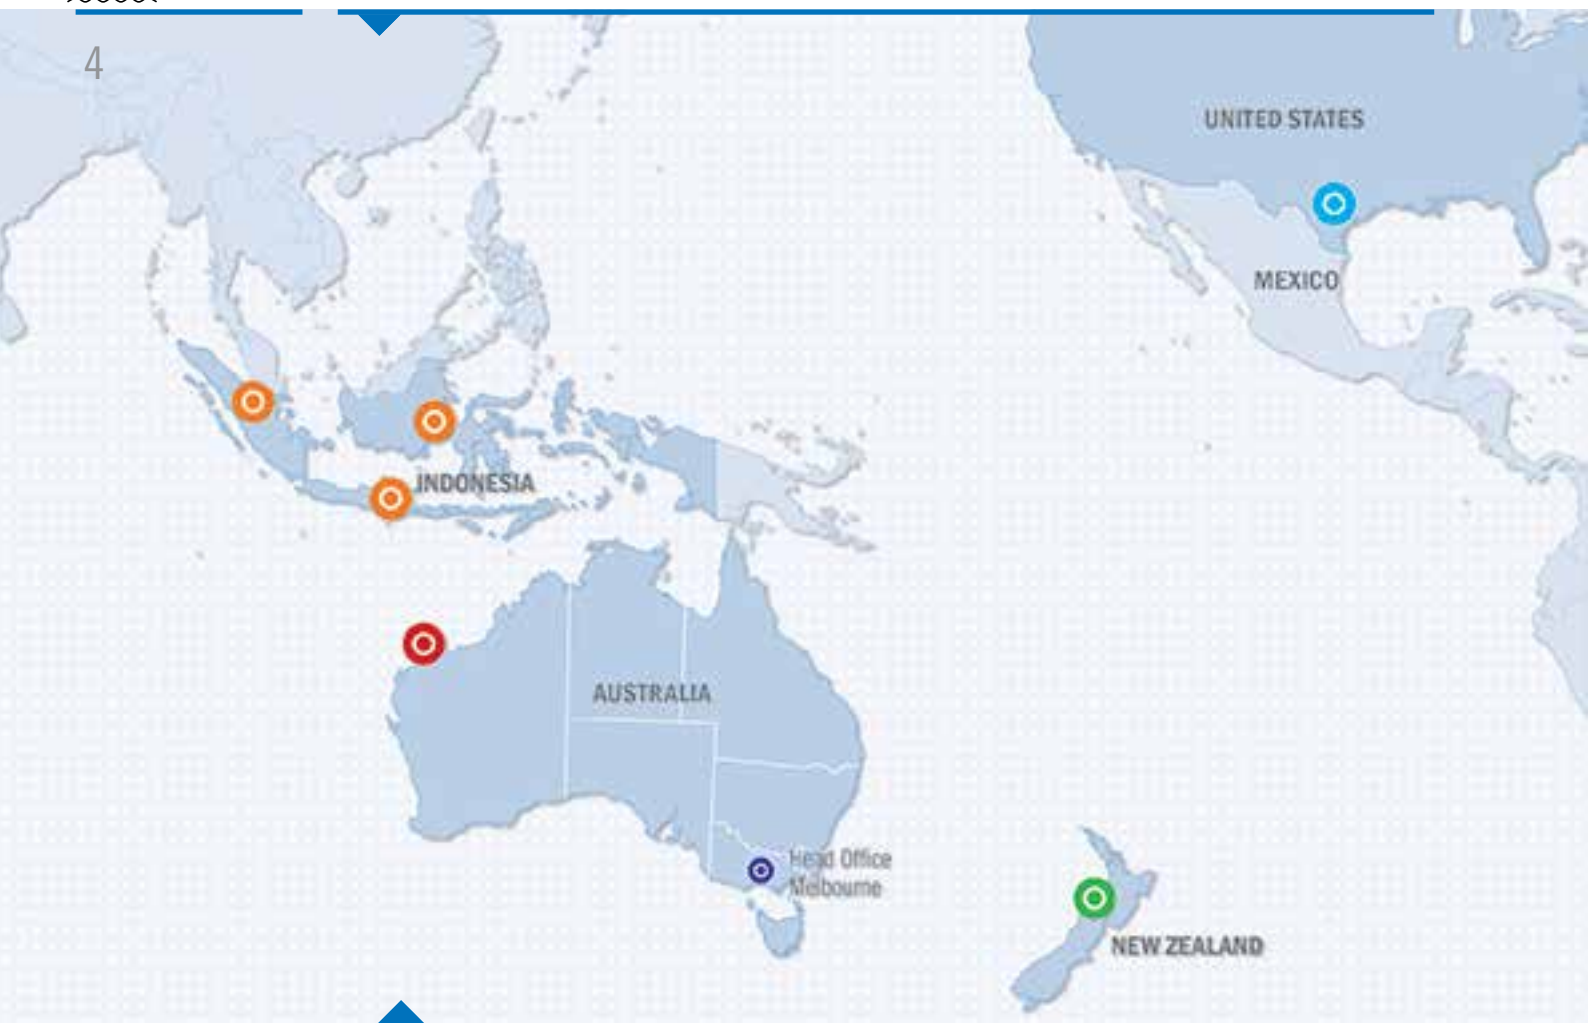 4
UNITED STATES
MEXICO
INDONESIA
AUSTRALIA
Head Office
Melbourne
NEW ZEALAND